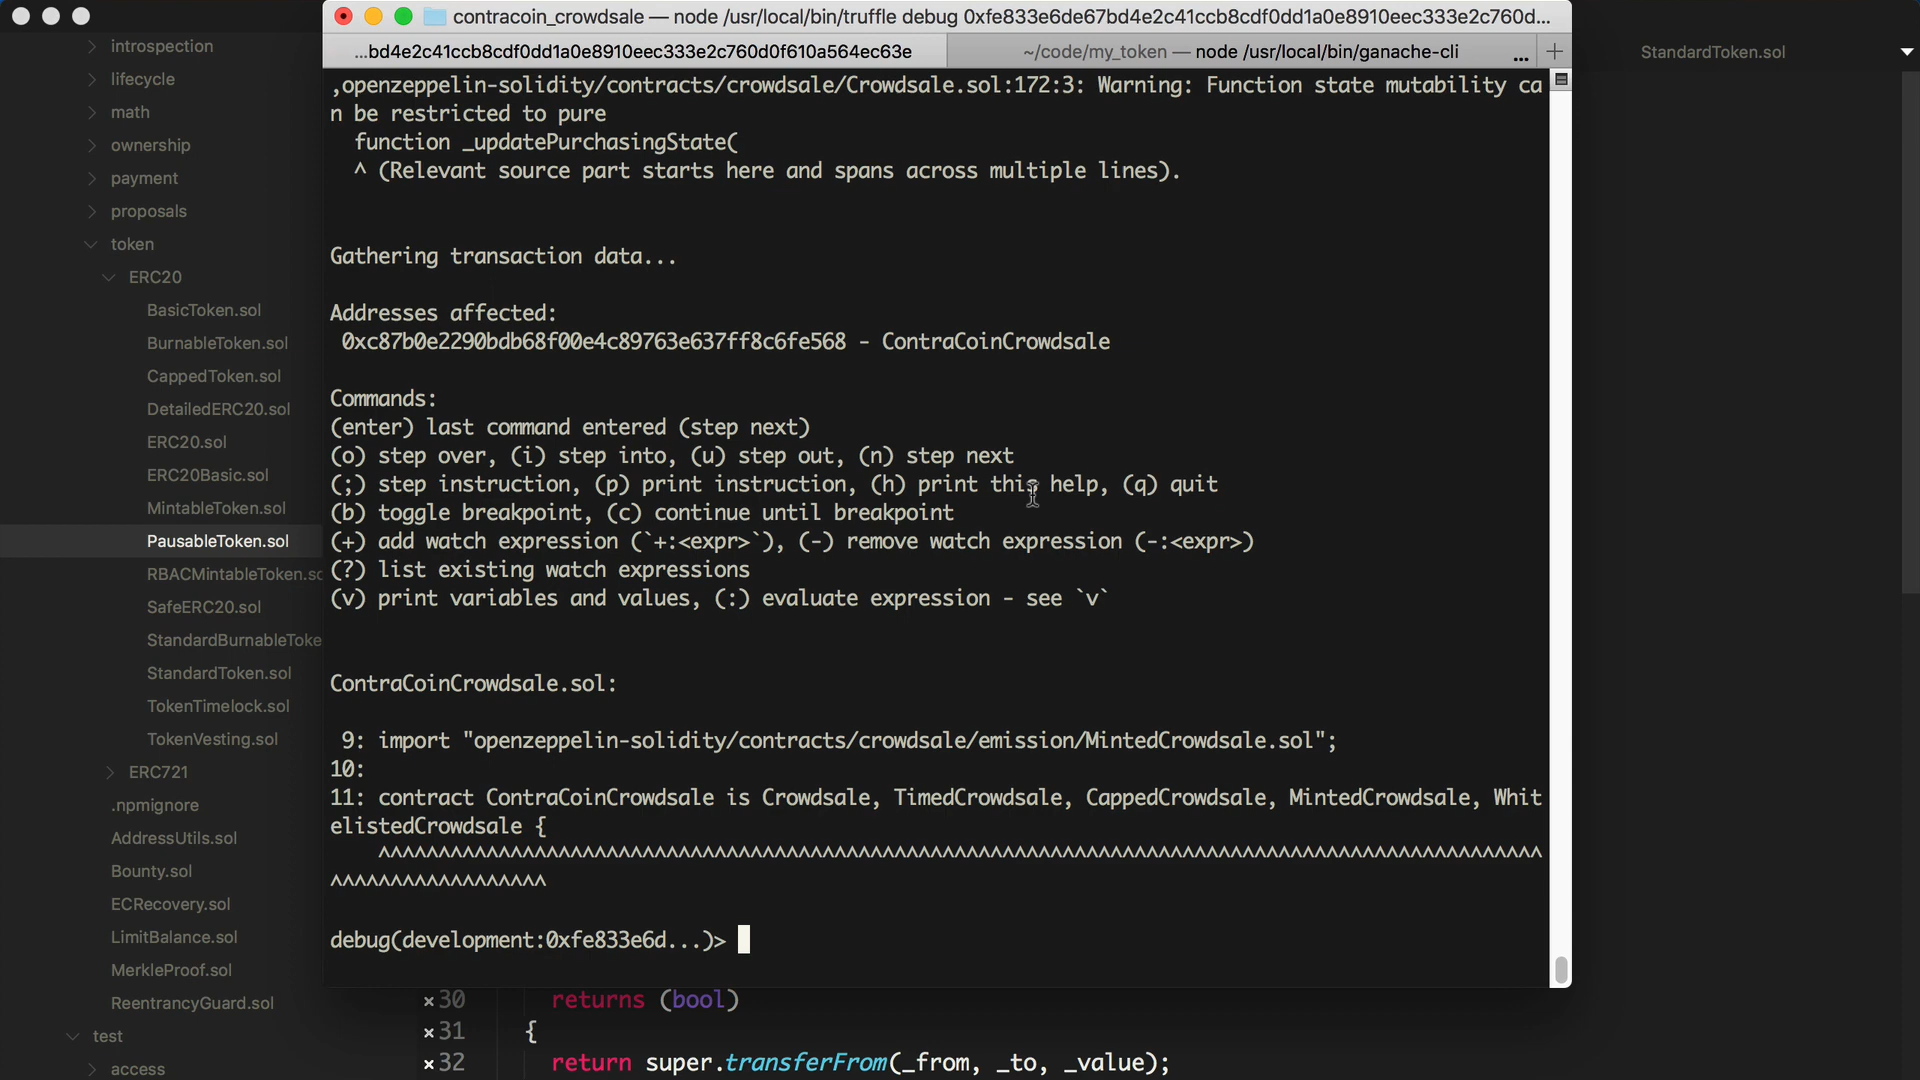 contracoin_crowdsale — node /usr/local/bin/truffle debug 0xfe833e6de67bd4e2c41ccb8cdf0dd1a0e8910eec333e2c760d...
...bd4e2c41ccb8cdf0dd1a0e8910eec333e2c760d0f610a564ec63e
~/code/my_token — node /usr/local/bin/ganache-cli ...
StandardToken.sol
introspection
lifecycle
math
ownership
payment
proposals
token
ERC20
BasicToken.sol
BurnableToken.sol
CappedToken.sol
DetailedERC20.sol
ERC20.sol
ERC20Basic.sol
MintableToken.sol
PausableToken.sol
RBACMintableToken.so
SafeERC20.sol
StandardBurnableToke
StandardToken.sol
TokenTimelock.sol
TokenVesting.sol
ERC721
.npmignore
AddressUtils.sol
Bounty.sol
ECRecovery.sol
LimitBalance.sol
MerkleProof.sol
ReentrancyGuard.sol
test
access
,openzeppelin-solidity/contracts/crowdsale/Crowdsale.sol:172:3: Warning: Function state mutability ca
n be restricted to pure
function _updatePurchasingState(
^ (Relevant source part starts here and spans across multiple lines).
Gathering transaction data...
Addresses affected:
0xc87b0e2290bdb68f00e4c89763e637ff8c6fe568 - ContraCoinCrowdsale
Commands:
(enter) last command entered (step next)
(o) step over, (i) step into, (u) step out, (n) step next
(;) step instruction, (p) print instruction, (h) print this help, (q) quit
(b) toggle breakpoint, (c) continue until breakpoint
(+) add watch expression (`+:<expr>`), (-) remove watch expression (-:<expr>)
(?) list existing watch expressions
(v) print variables and values, (:) evaluate expression - see `v`
ContraCoinCrowdsale.sol:
9: import "openzeppelin-solidity/contracts/crowdsale/emission/MintedCrowdsale.sol";
10:
11: contract ContraCoinCrowdsale is Crowdsale, TimedCrowdsale, CappedCrowdsale, MintedCrowdsale, Whit
elistedCrowdsale {
^^^^^^^^^^^^^^^^^^^^^^^^^^^^^^^^^^^^^^^^^^^^^^^^^^^^^^^^^^^^^^^^^^^^^^^^^^^^^^^^^^^^^^^^^^^^^^^^^
^^^^^^^^^^^^^^^^^^
debug(development:0xfe833e6d...)>
×30 returns (bool)
×31 {
×32 return super.transferFrom(_from, _to, _value);